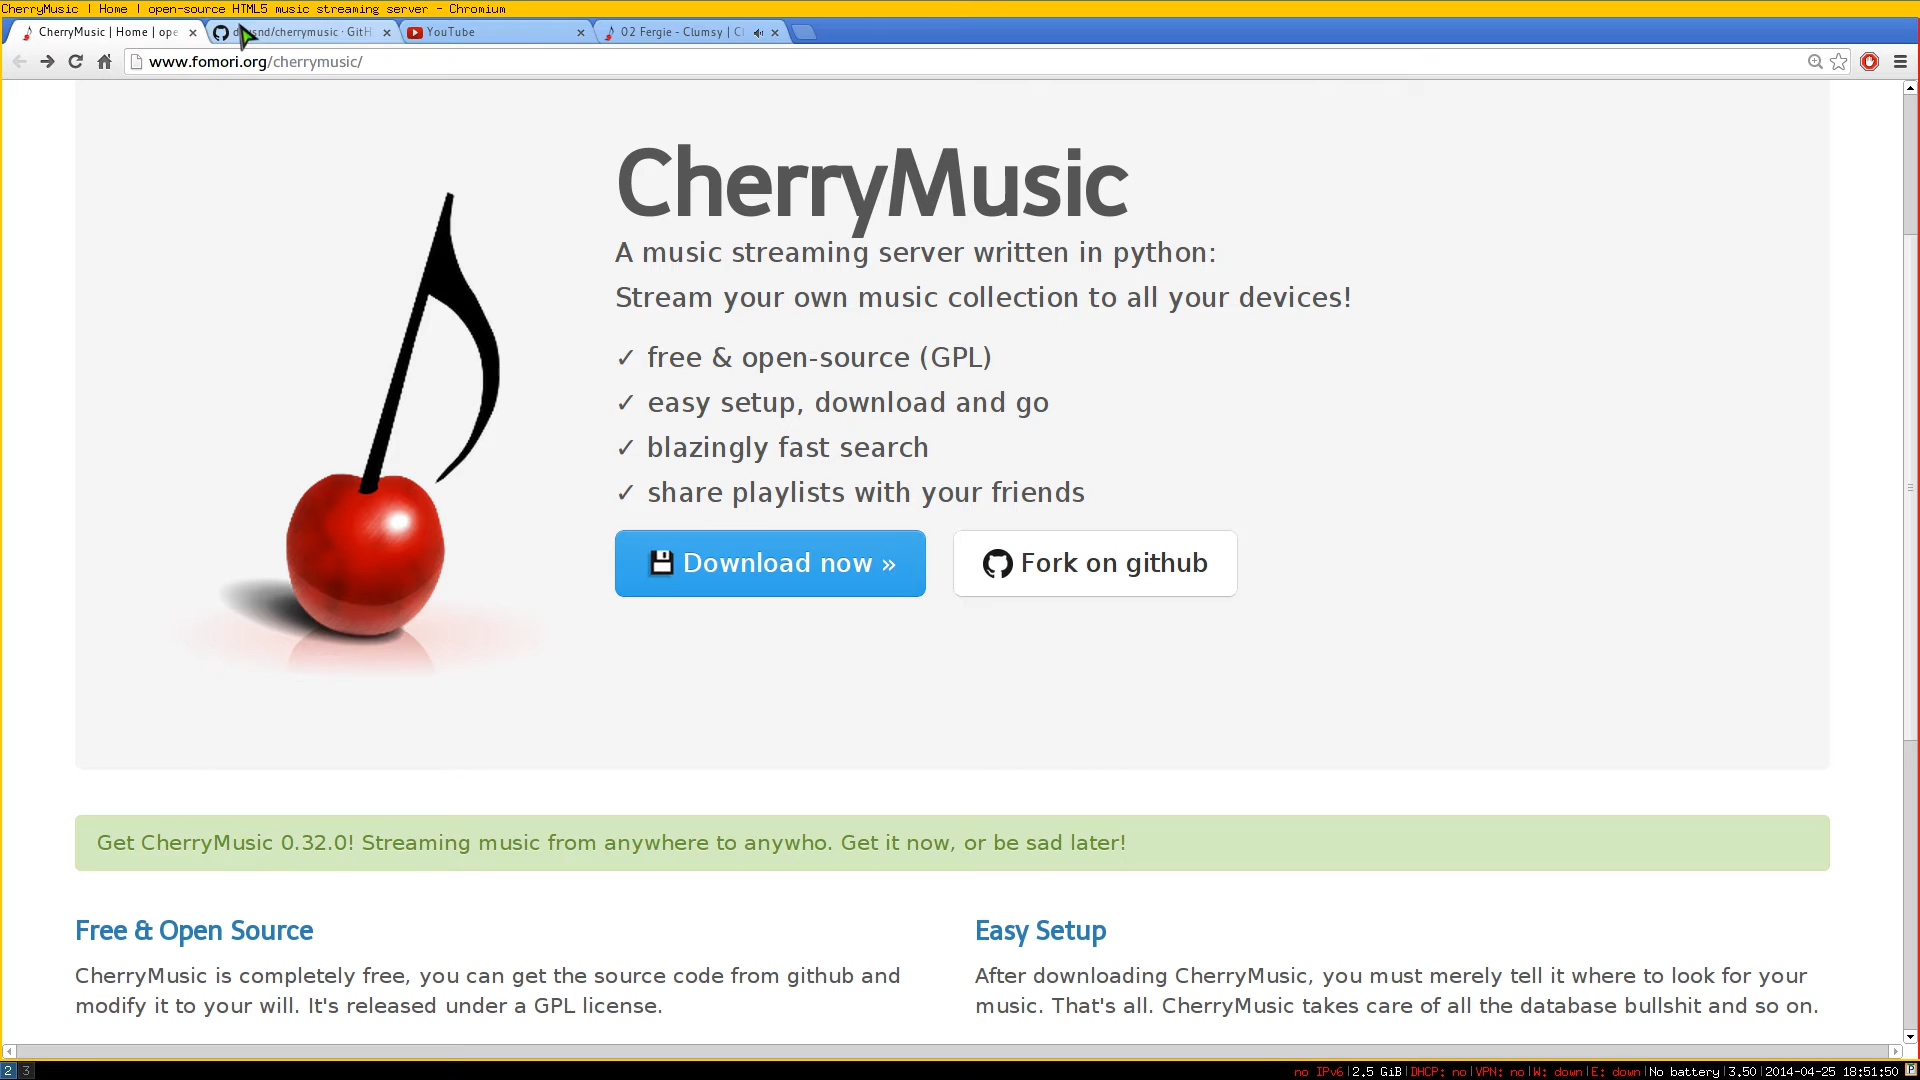 CherryMusic | Home | open-source HTML5 music streaming server - Chromium
CherryMusic | Home | ope
snd/cherrymusic · GitH
YouTube
02 Fergie - Clumsy | C
www.fomori.org/cherrymusic/
CherryMusic
A music streaming server written in python:
Stream your own music collection to all your devices!
✓ free & open-source (GPL)
✓ easy setup, download and go
✓ blazingly fast search
✓ share playlists with your friends
Download now »
Fork on github
Get CherryMusic 0.32.0! Streaming music from anywhere to anywho. Get it now, or be sad later!
Free & Open Source
CherryMusic is completely free, you can get the source code from github and
modify it to your will. It's released under a GPL license.
Easy Setup
After downloading CherryMusic, you must merely tell it where to look for your
music. That's all. CherryMusic takes care of all the database bullshit and so on.
2 3
no IPv6|2.5 GiB|DHCP: no|VPN: no|W: down|E: down|No battery|3.50|2014-04-25 18:51:50